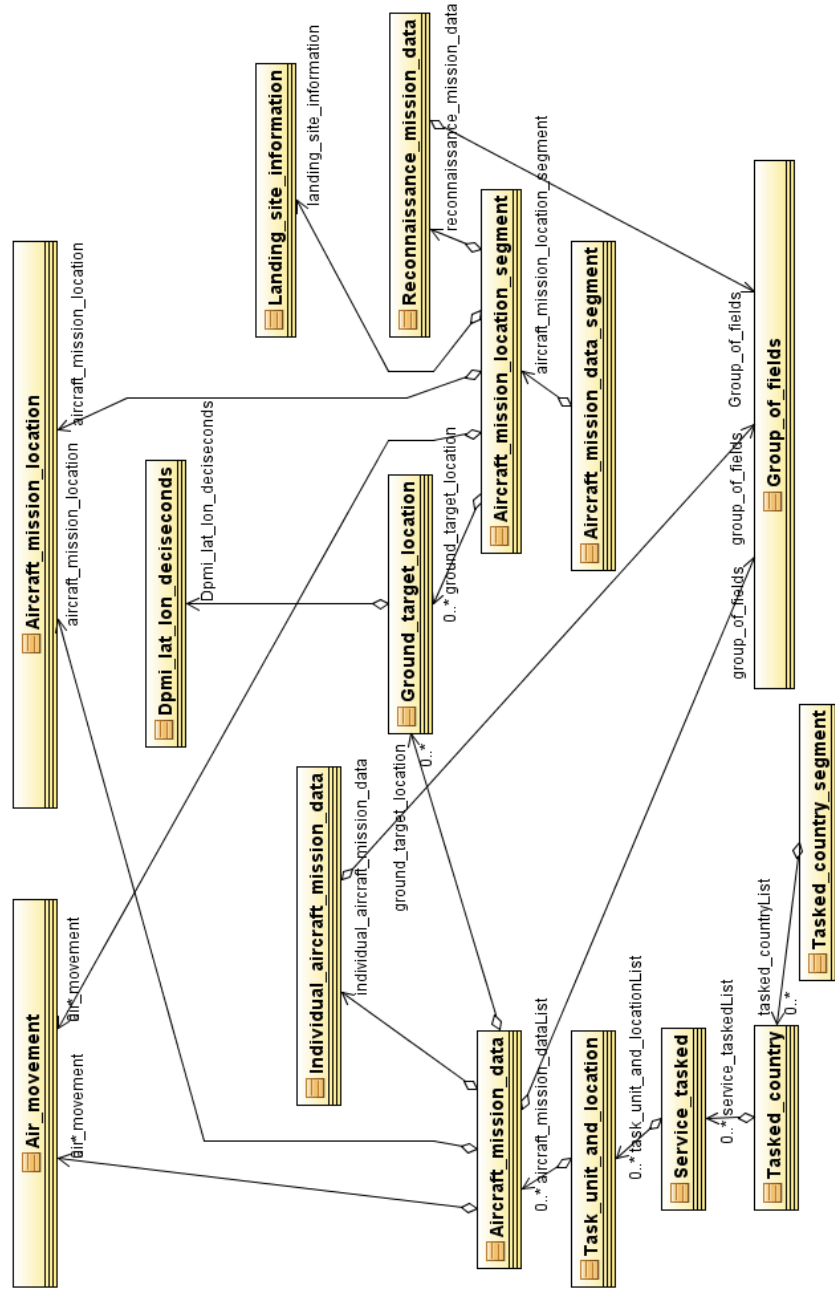 Air_movement
Aircraft_mission_location
air_movement
air_movement
aircraft_mission_location
aircraft_mission_location
Dpmi_lat_lon_deciseconds
Dpmi_lat_lon_deciseconds
Landing_site_information
landing_site_information
Individual_aircraft_mission_data
individual_aircraft_mission_data
Ground_target_location
ground_target_location
0..*
Reconnaissance_mission_data
reconnaissance_mission_data
0..* ground_target_location
Aircraft_mission_data
Aircraft_mission_location_segment
0..* aircraft_mission_dataList
aircraft_mission_location_segment
Task_unit_and_location
Aircraft_mission_data_segment
0..* task_unit_and_locationList
Service_tasked
0..* service_taskedList
tasked_countryList
0..*
group_of_fields
group_of_fields
Group_of_fields
Tasked_country
Group_of_fields
Tasked_country_segment